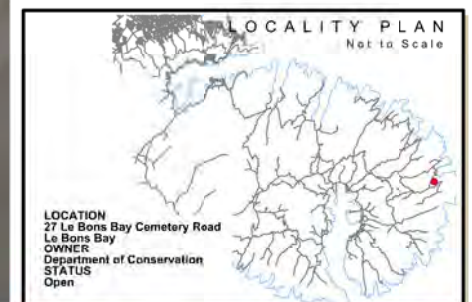 LOCALITY PLAN
Not to Scale
LOCATION
27 Le Bons Bay Cemetery Road
Le Bons Bay
OWNER
Department of Conservation
STATUS
Open